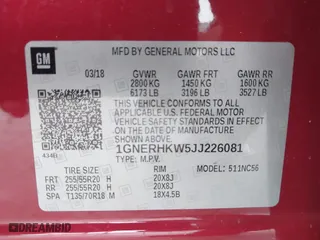 GM
MFD BY GENERAL MOTORS LLC
03/18 GVWR GAWR FRT GAWR RR
2800 KG 1450 KG 1600 KG
6173 LB 3196 LB 3527 LB
THIS VEHICLE CONFORMS TO ALL
APPLICABLE U.S. FEDERAL MOTOR
VEHICLE SAFETY
STANDARDS IN EFFECT ON THE DATE OF
MANUFACTURE SHOWN ABOVE.
1GNERHKW5JJ226081
TYPE: M.P.V. MODEL: 511NC56
TIRE SIZE RIM
FRT 255/55R20 H 20X8J
RR 255/55R20 H 20X8J
SPA T135/70R18 M 18X4.5B